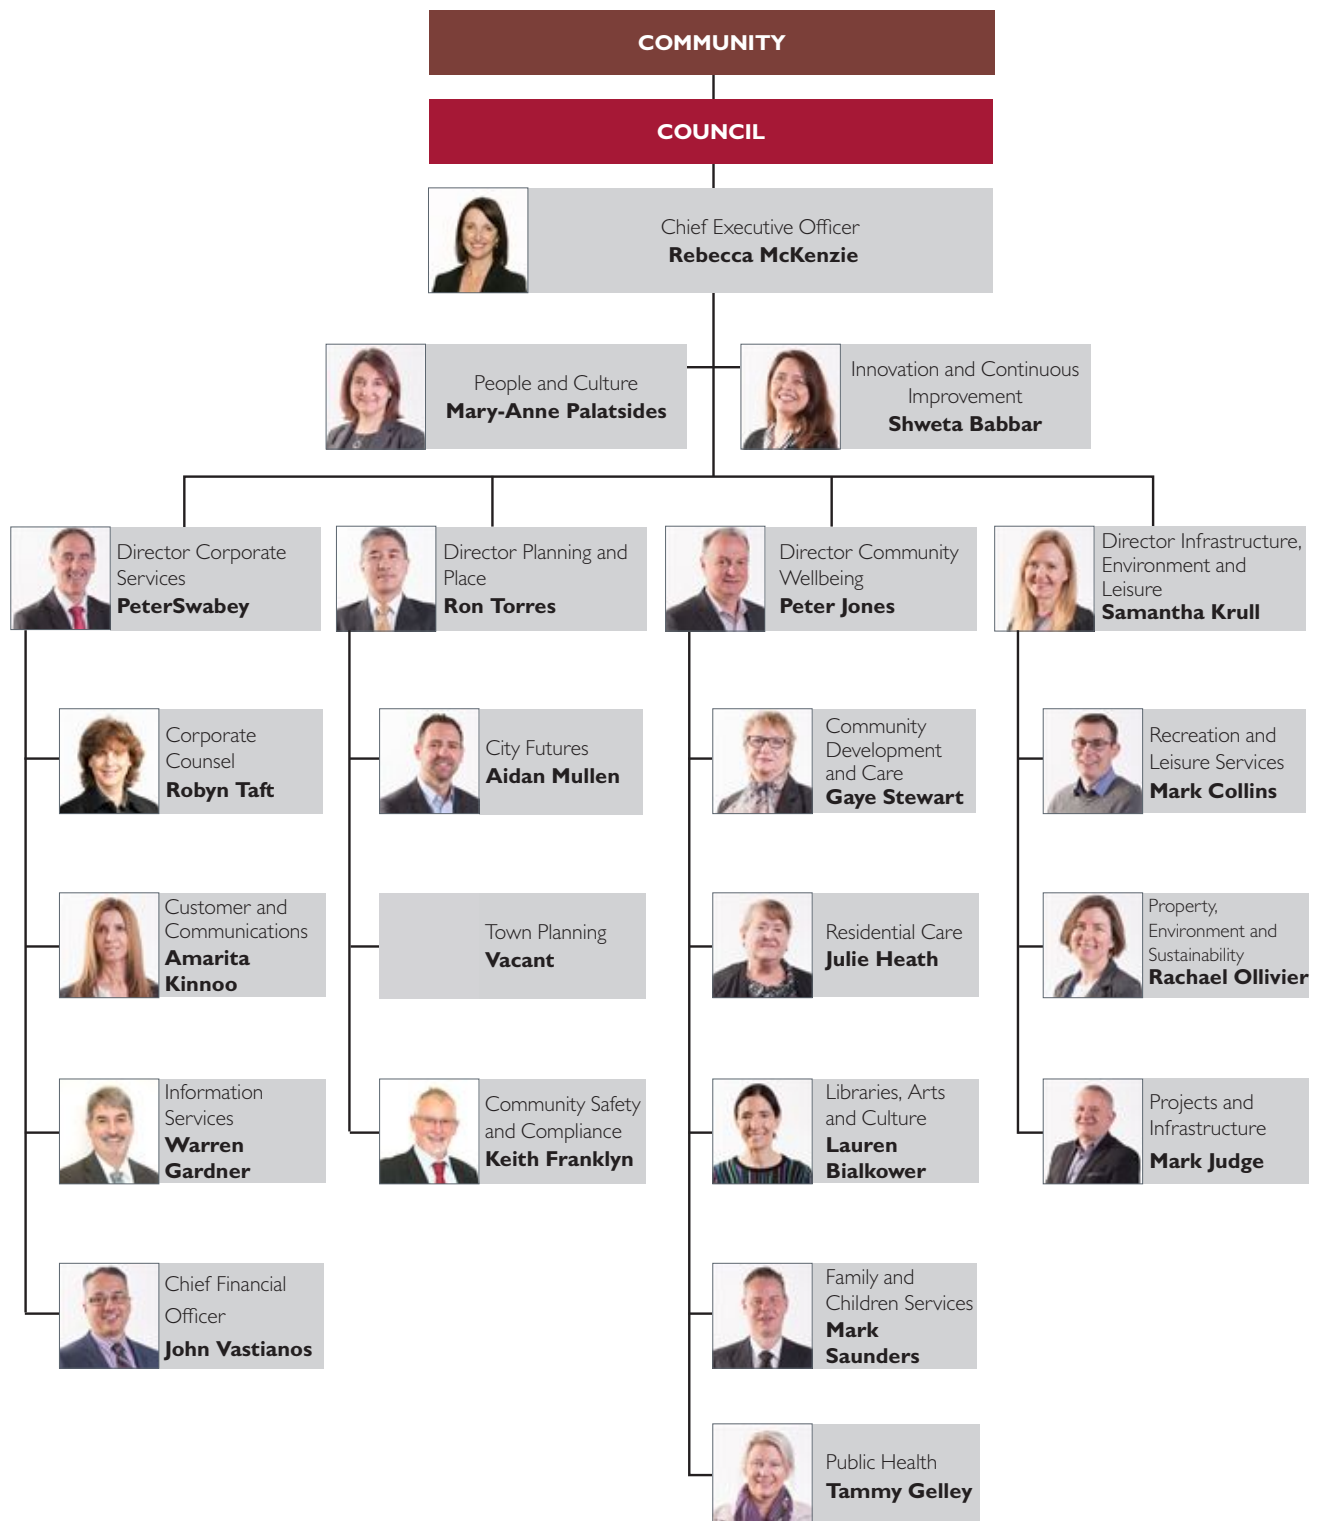 COMMUNITY
COUNCIL
Chief Executive Officer
Rebecca McKenzie
People and Culture
Mary-Anne Palatsides
Innovation and Continuous
Improvement
Shweta Babbar
Director Corporate
Services
PeterSwabey
Director Planning and
Place
Ron Torres
Director Community
Wellbeing
Peter Jones
Director Infrastructure,
Environment and
Leisure
Samantha Krull
Corporate
Counsel
Robyn Taft
City Futures
Aidan Mullen
Community
Development
and Care
Gaye Stewart
Recreation and
Leisure Services
Mark Collins
Customer and
Communications
Amarita
Kinnoo
Town Planning
Vacant
Residential Care
Julie Heath
Property,
Environment and
Sustainability
Rachael Ollivier
Information
Services
Warren
Gardner
Community Safety
and Compliance
Keith Franklyn
Libraries, Arts
and Culture
Lauren
Bialkower
Projects and
Infrastructure
Mark Judge
Chief Financial
Officer
John Vastianos
Family and
Children Services
Mark
Saunders
Public Health
Tammy Gelley